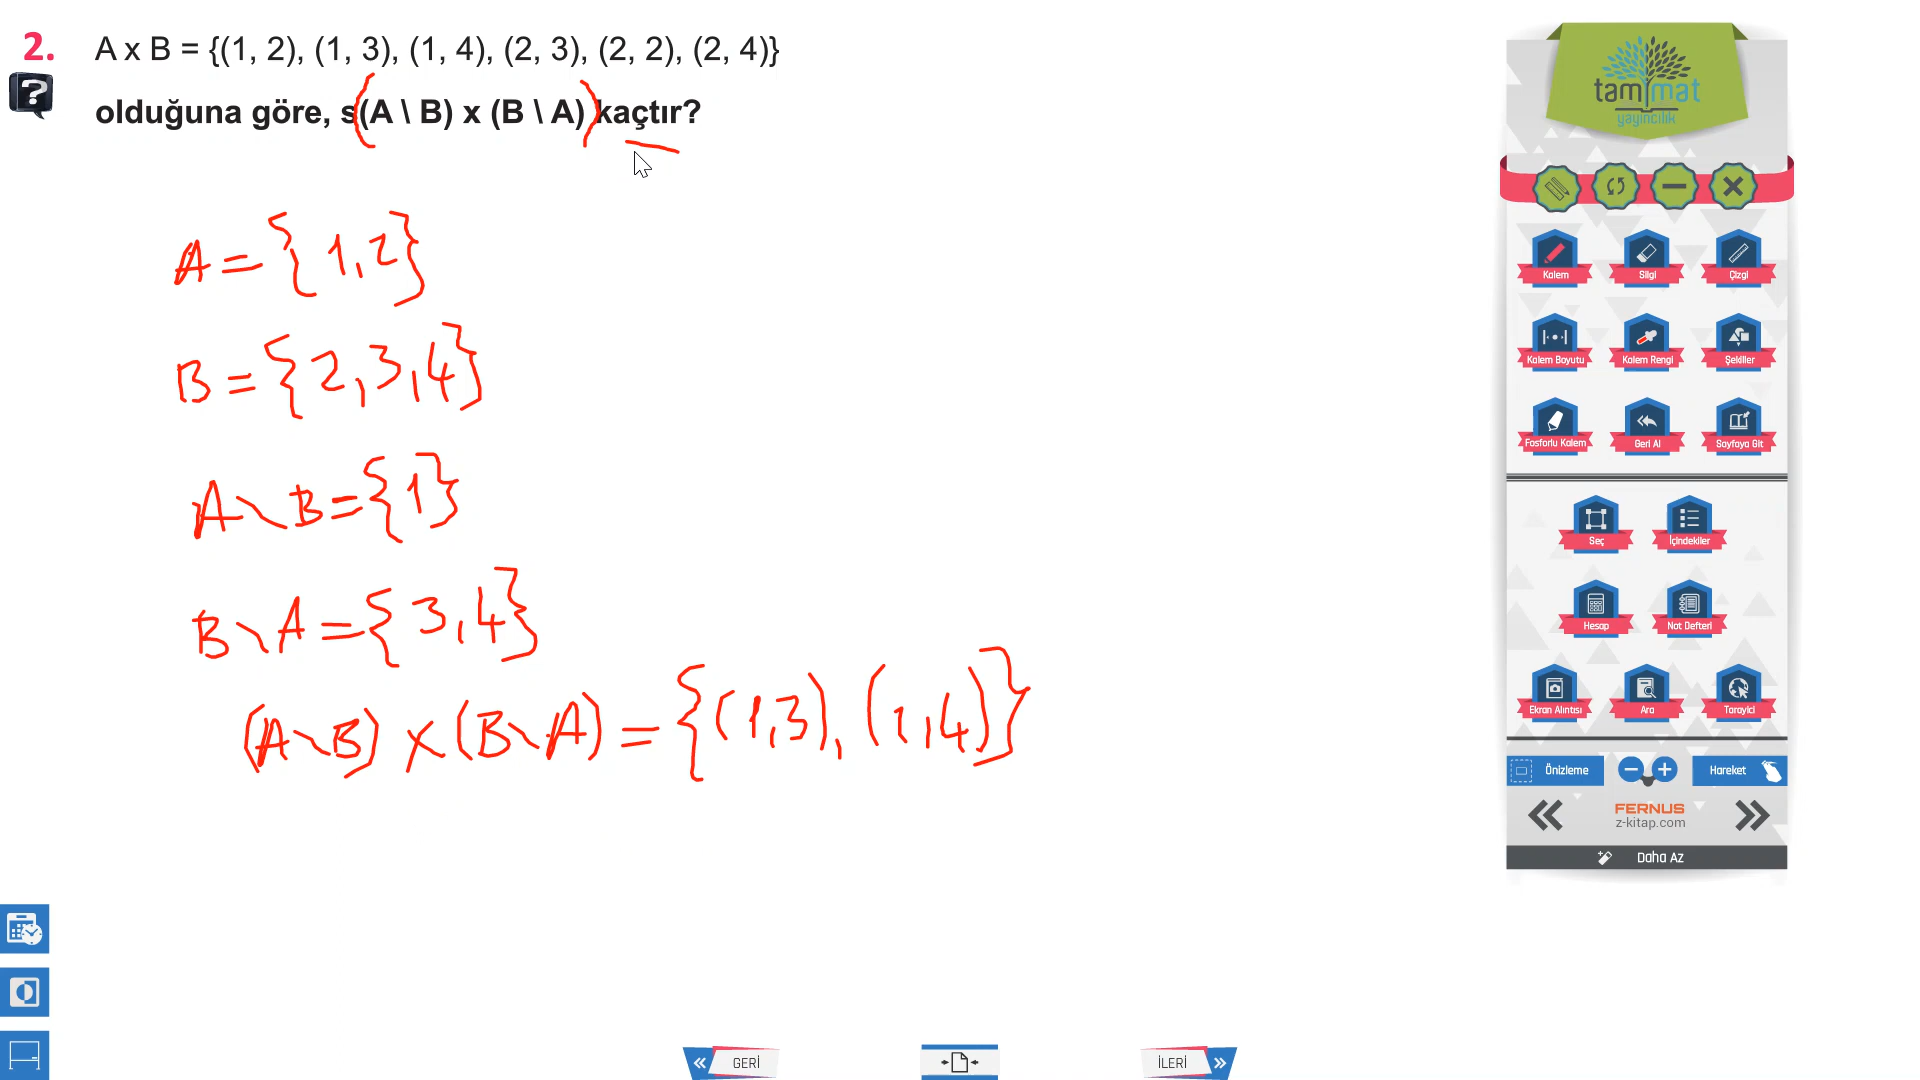 2. A x B = {(1, 2), (1, 3), (1, 4), (2, 3), (2, 2), (2, 4)}
olduğuna göre, s(A \ B) x (B \ A) kaçtır?
A = {1,2}
B = {2,3,4}
A\B={1}
B\A={3,4}
(A\B) x (B\A) = {(1,3),(1,4)}
tammat
yayıncılık
Kalem Silgi Çizgi
Kalem Boyutu Kalem Rengi Şekiller
Fosforlu Kalem Geri Al Sayfaya Git
Seç İçindekiler
Hesap Not Defteri
Ekran Alıntısı Ara Tarayici
Önizleme Hareket
FERNUS
z-kitap.com
Daha Az
GERİ İLERİ